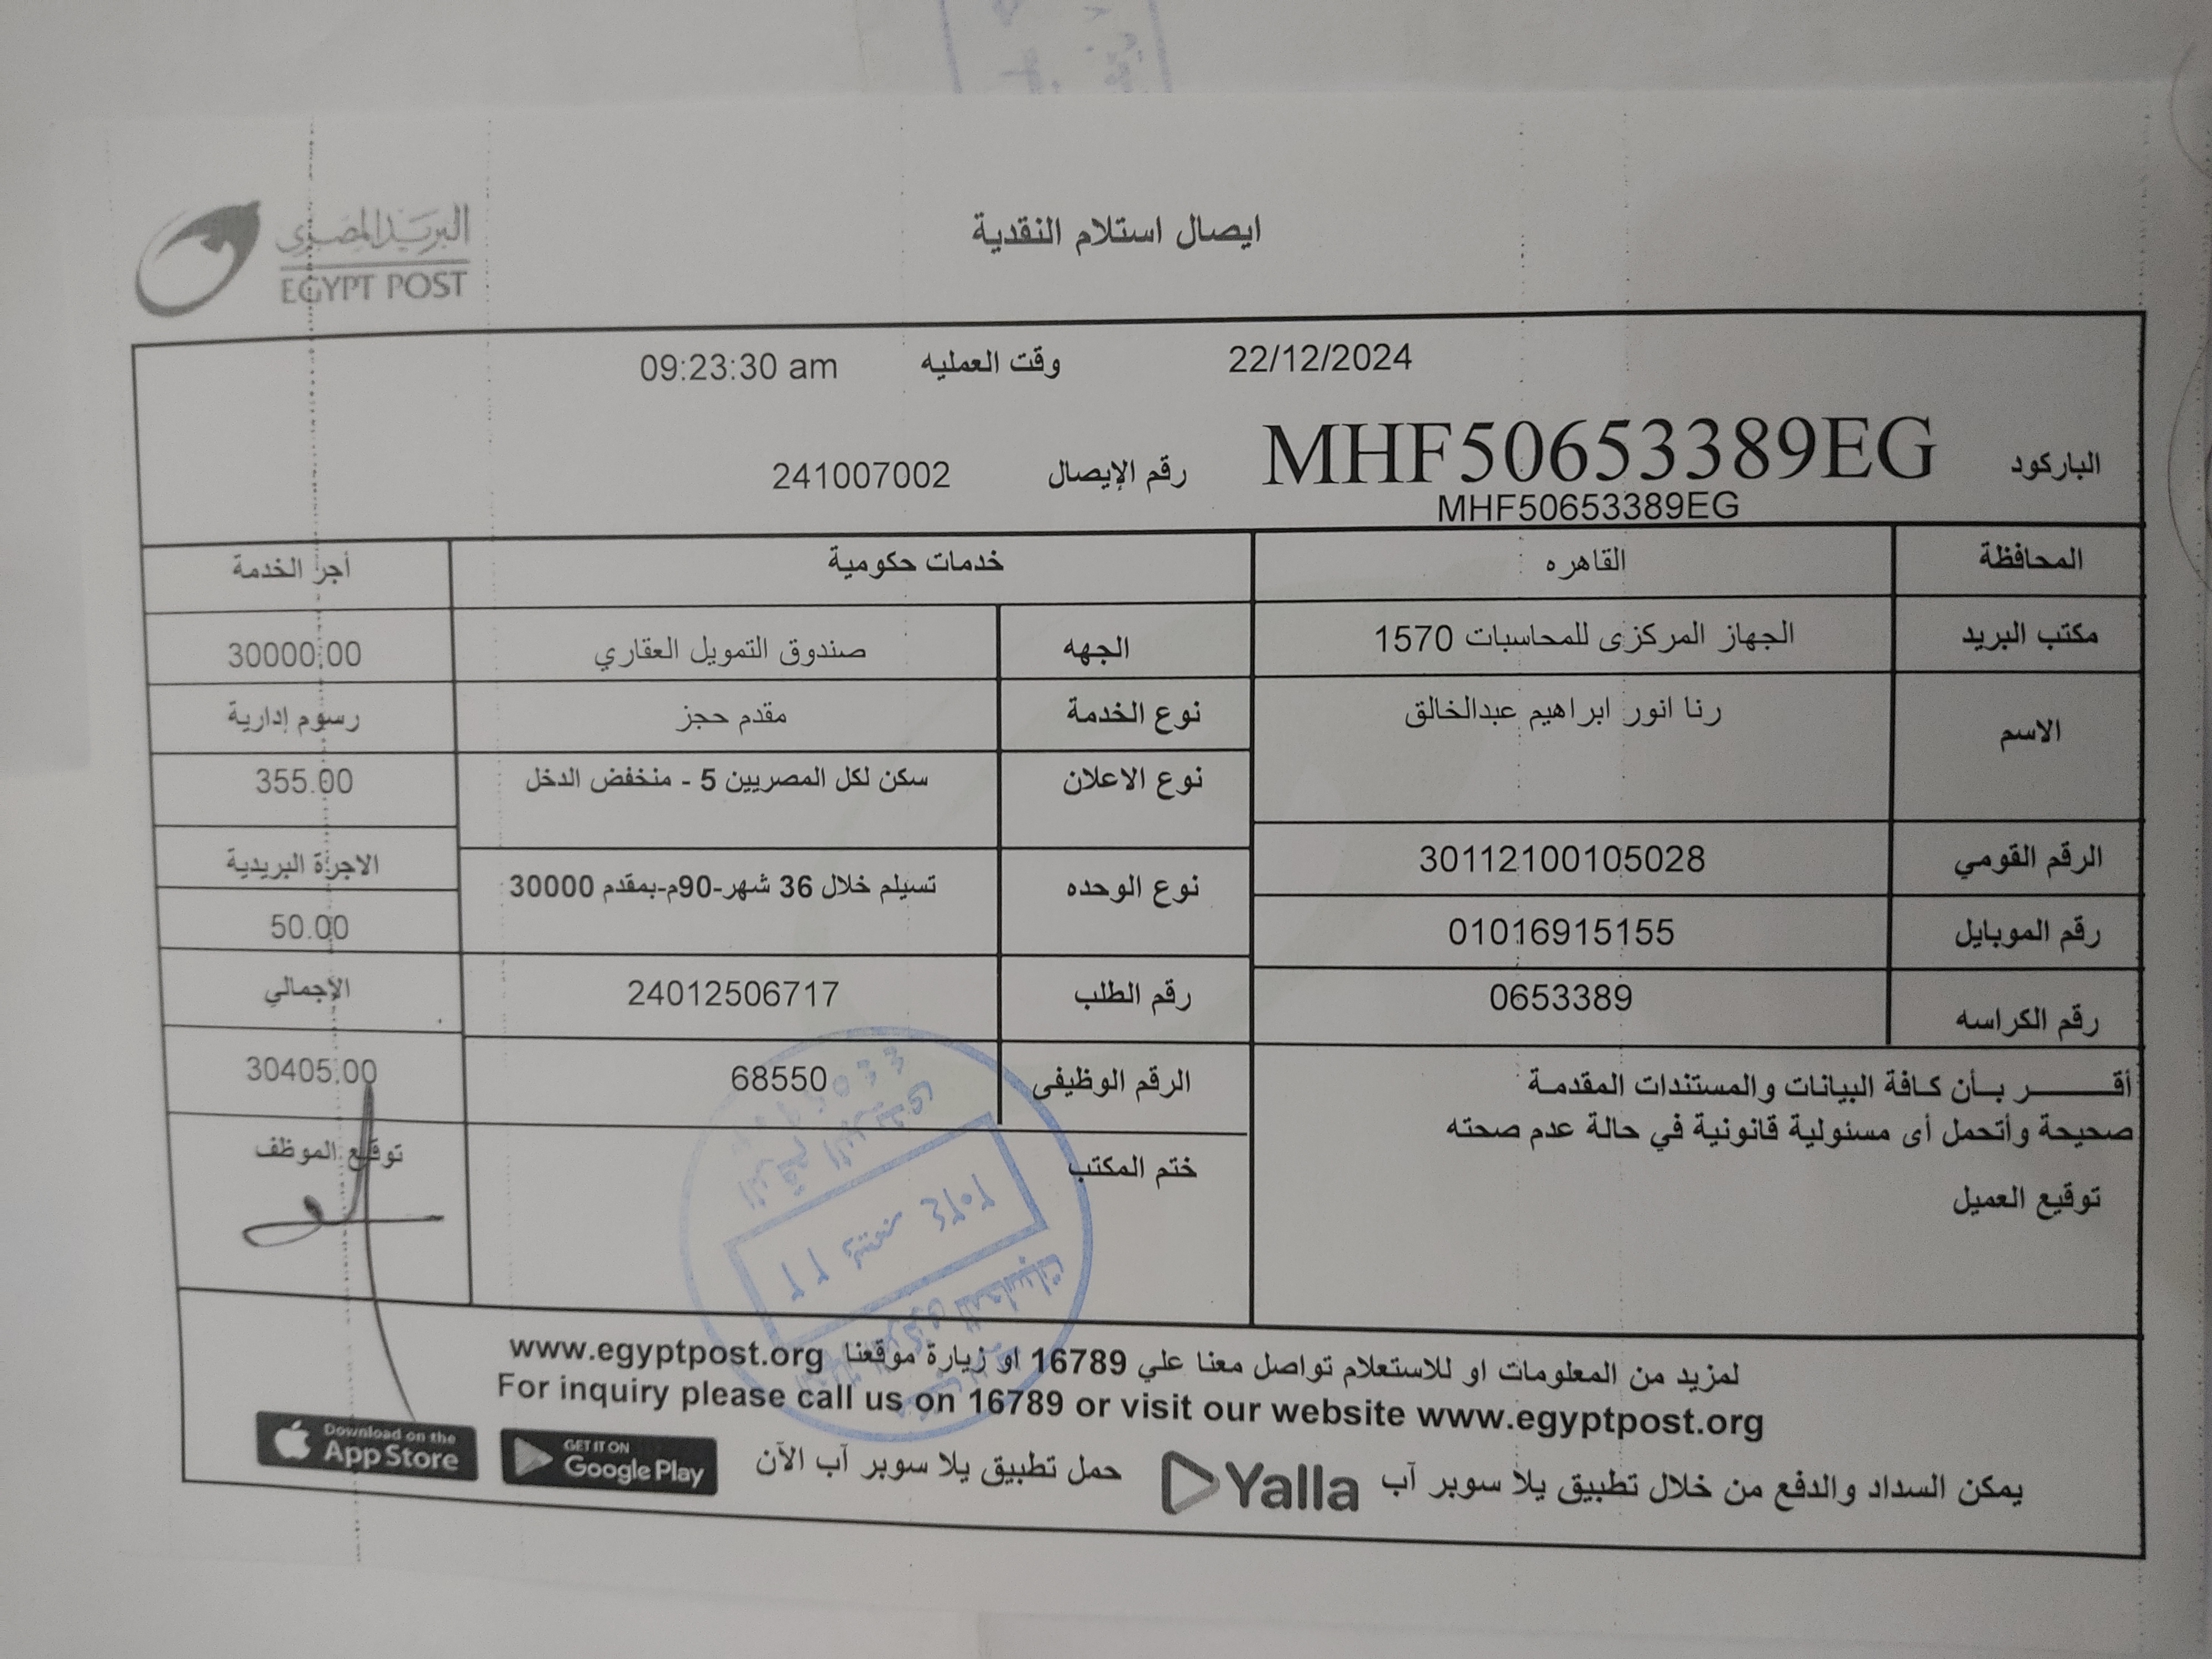 البريد المصرى
EGYPT POST
ايصال استلام النقدية
22/12/2024 وقت العمليه 09:23:30 am
الباركود MHF50653389EG رقم الإيصال 241007002
MHF50653389EG
المحافظة القاهره خدمات حكومية أجر الخدمة
مكتب البريد الجهاز المركزى للمحاسبات 1570 الجهه صندوق التمويل العقاري 30000.00
الاسم رنا انور ابراهيم عبدالخالق نوع الخدمة مقدم حجز رسوم إدارية
نوع الاعلان سكن لكل المصريين 5 - منخفض الدخل 355.00
الرقم القومي 30112100105028 نوع الوحده تسيلم خلال 36 شهر-90م-بمقدم 30000 الاجرة البريدية
رقم الموبايل 01016915155 50.00
رقم الكراسه 0653389 رقم الطلب 24012506717 الإجمالي
أقـــــــر بـأن كـافة البيانات والمستندات المقدمـة الرقم الوظيفى 68550 30405.00
صحيحة وأتحمل أى مسئولية قانونية في حالة عدم صحته
ختم المكتب توقيع الموظف
توقيع العميل
لمزيد من المعلومات او للاستعلام تواصل معنا علي 16789 او زيارة موقعنا www.egyptpost.org
For inquiry please call us on 16789 or visit our website www.egyptpost.org
يمكن السداد والدفع من خلال تطبيق يلا سوبر آب Yalla حمل تطبيق يلا سوبر آب الآن
GET IT ON
Google Play
Download on the
App Store